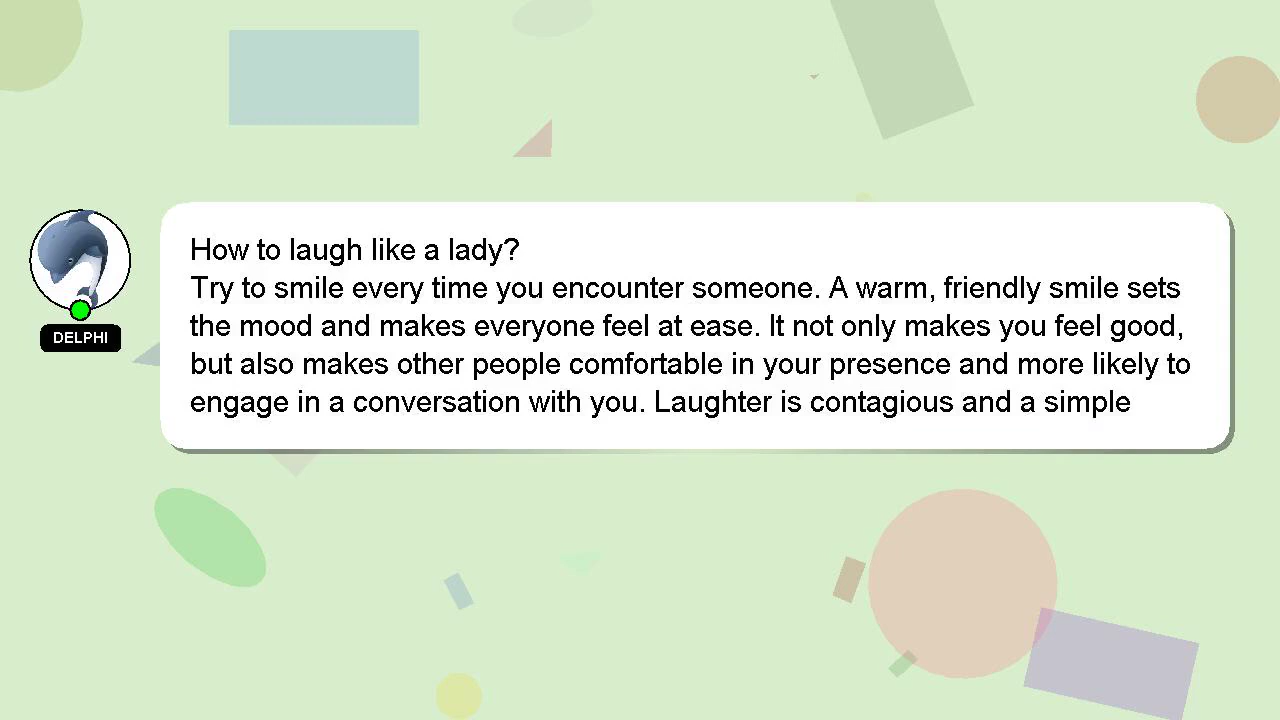 How to laugh like a lady?
Try to smile every time you encounter someone. A warm, friendly smile sets
the mood and makes everyone feel at ease. It not only makes you feel good,
but also makes other people comfortable in your presence and more likely to
engage in a conversation with you. Laughter is contagious and a simple
DELPHI